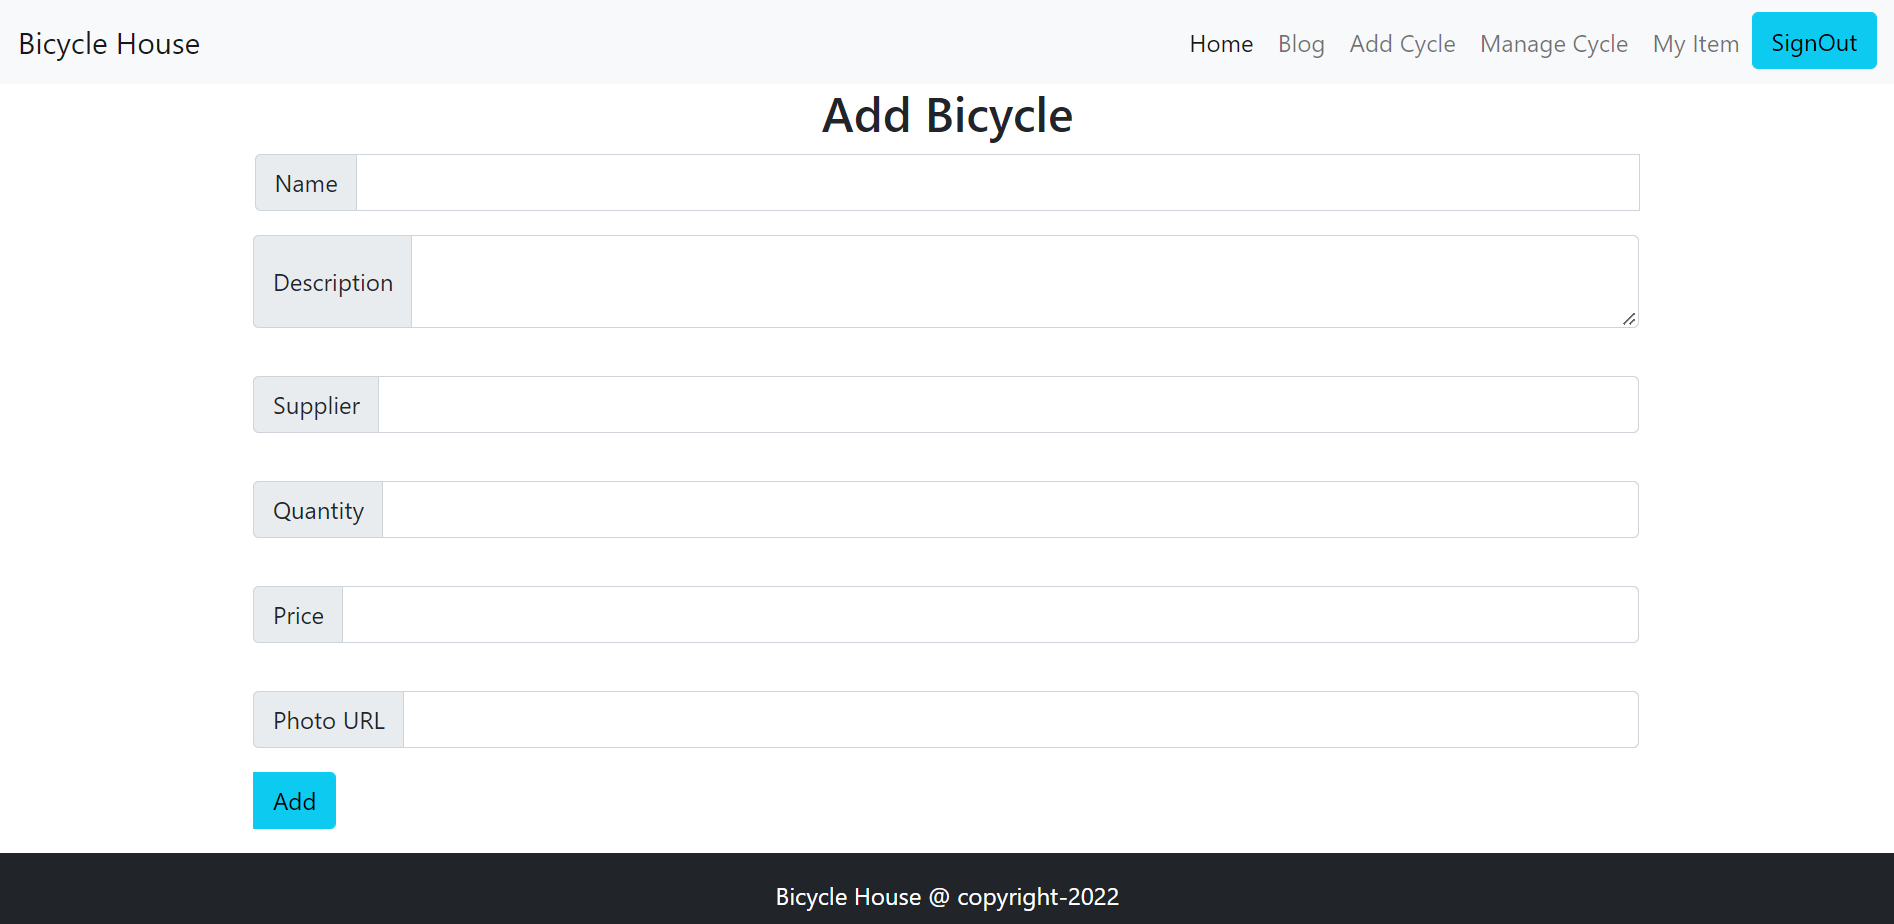 Bicycle House Home Blog Add Cycle Manage Cycle My Item SignOut
Add Bicycle
Name
Description
Supplier
Quantity
Price
Photo URL
Add
Bicycle House @ copyright-2022